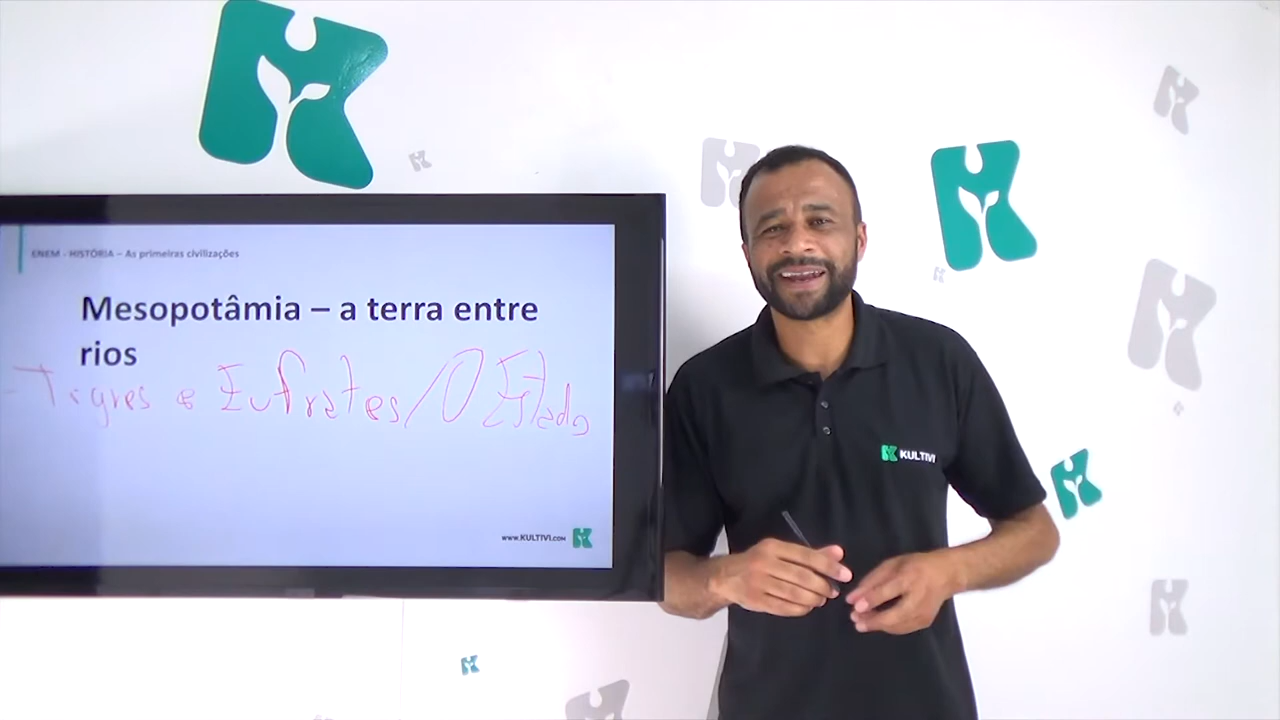 ENEM - HISTÓRIA – As primeiras civilizações
Mesopotâmia – a terra entre
rios
- Tigres e Eufrates / O Estado
www.KULTIVI.com
KULTIVI